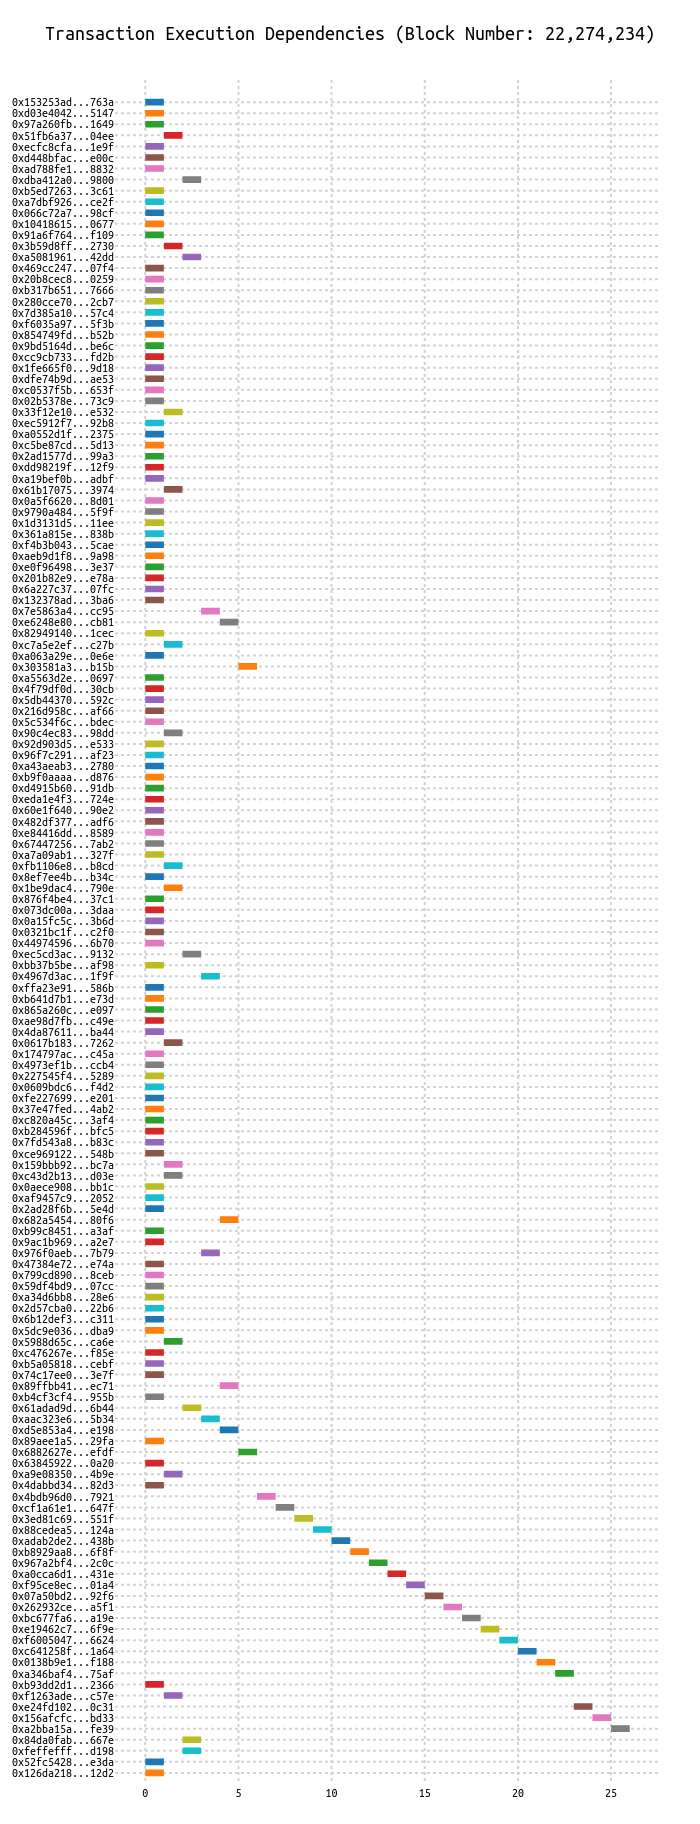 Transaction Execution Dependencies (Block Number: 22,274,234)
0x153253ad...763a
0xd03e4042...5147
0x97a260fb...1649
0x51fb6a37...04ee
0xecfc8cfa...1e9f
0xd448bfac...e00c
0xad788fe1...8832
0xdba412a0...9800
0xb5ed7263...3c61
0xa7dbf926...ce2f
0x066c72a7...98cf
0x10418615...0677
0x91a6f764...f109
0x3b59d8ff...2730
0xa5081961...42dd
0x469cc247...07f4
0x20b8cec8...0259
0xb317b651...7666
0x280cce70...2cb7
0x7d385a10...57c4
0xf6035a97...5f3b
0x854749fd...b52b
0x9bd5164d...be6c
0xcc9cb733...fd2b
0x1fe665f0...9d18
0xdfe74b9d...ae53
0xc0537f5b...653f
0x02b5378e...73c9
0x33f12e10...e532
0xec5912f7...92b8
0xa0552d1f...2375
0xc5be87cd...5d13
0x2ad1577d...99a3
0xdd98219f...12f9
0xa19bef0b...adbf
0x61b17075...3974
0x0a5f6620...8d01
0x9790a484...5f9f
0x1d3131d5...11ee
0x361a815e...838b
0xf4b3b043...5cae
0xaeb9d1f8...9a98
0xe0f96498...3e37
0x201b82e9...e78a
0x6a227c37...07fc
0x132378ad...3ba6
0x7e5863a4...cc95
0xe6248e80...cb81
0x82949140...1cec
0xc7a5e2ef...c27b
0xa063a29e...0e6e
0x303581a3...b15b
0xa5563d2e...0697
0x4f79df0d...30cb
0x5db44370...592c
0x216d958c...af66
0x5c534f6c...bdec
0x90c4ec83...98dd
0x92d903d5...e533
0x96f7c291...af23
0xa43aeab3...2780
0xb9f0aaaa...d876
0xd4915b60...91db
0xeda1e4f3...724e
0x60e1f640...90e2
0x482df377...adf6
0xe84416dd...8589
0x67447256...7ab2
0xa7a09ab1...327f
0xfb1106e8...b8cd
0x8ef7ee4b...b34c
0x1be9dac4...790e
0x876f4be4...37c1
0x073dc00a...3daa
0x0a15fc5c...3b6d
0x0321bc1f...c2f0
0x44974596...6b70
0xec5cd3ac...9132
0xbb37b5be...af98
0x4967d3ac...1f9f
0xffa23e91...586b
0xb641d7b1...e73d
0x865a260c...e097
0xae98d7fb...c49e
0x4da87611...ba44
0x0617b183...7262
0x174797ac...c45a
0x4973ef1b...ccb4
0x227545f4...5289
0x0609bdc6...f4d2
0xfe227699...e201
0x37e47fed...4ab2
0xc820a45c...3af4
0xb284596f...bfc5
0x7fd543a8...b83c
0xce969122...548b
0x159bbb92...bc7a
0xc43d2b13...d03e
0x0aece908...bb1c
0xaf9457c9...2052
0x2ad28f6b...5e4d
0x682a5454...80f6
0xb99c8451...a3af
0x9ac1b969...a2e7
0x976f0aeb...7b79
0x47384e72...e74a
0x799cd890...8ceb
0x59df4bd9...07cc
0xa34d6bb8...28e6
0x2d57cba0...22b6
0x6b12def3...c311
0x5dc9e036...dba9
0x5988d65c...ca6e
0xc476267e...f85e
0xb5a05818...cebf
0x74c17ee0...3e7f
0x89ffbb41...ec71
0xb4cf3cf4...955b
0x61adad9d...6b44
0xaac323e6...5b34
0xd5e853a4...e198
0x89aee1a5...29fa
0x6882627e...efdf
0x63845922...0a20
0xa9e08350...4b9e
0x4dabbd34...82d3
0x4bdb96d0...7921
0xcf1a61e1...647f
0x3ed81c69...551f
0x88cedea5...124a
0xadab2de2...438b
0xb8929aa8...6f8f
0x967a2bf4...2c0c
0xa0cca6d1...431e
0xf95ce8ec...01a4
0x07a50bd2...92f6
0x262932ce...a5f1
0xbc677fa6...a19e
0xe19462c7...6f9e
0xf6005047...6624
0xc641258f...1a64
0x0138b9e1...f188
0xa346baf4...75af
0xb93dd2d1...2366
0xf1263ade...c57e
0xe24fd102...0c31
0x156afcfc...bd33
0xa2bba15a...fe39
0x84da0fab...667e
0xfeffefff...d198
0x52fc5428...e3da
0x126da218...12d2
0 5 10 15 20 25